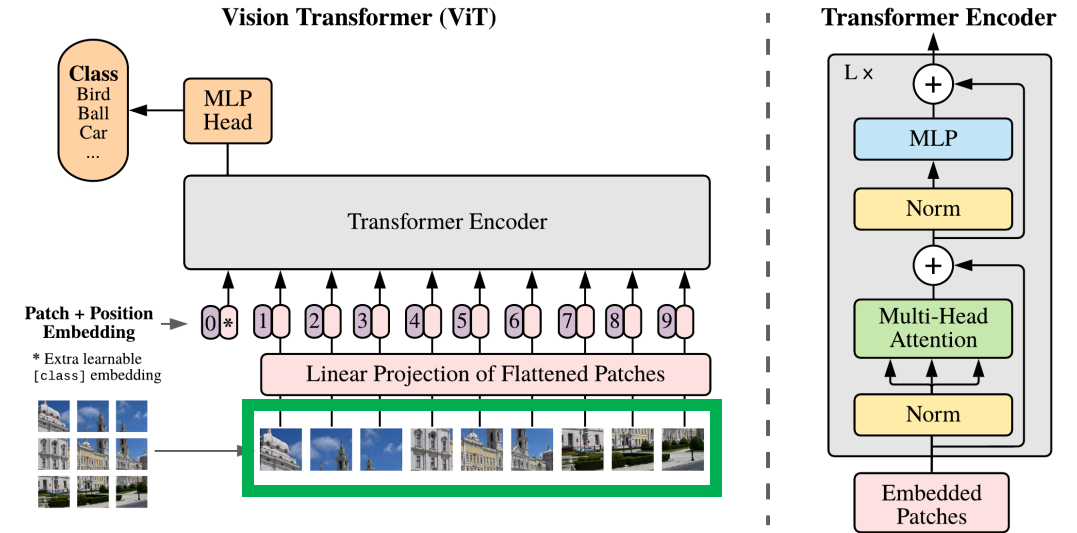 Vision Transformer (ViT)
Class
Bird
Ball
Car
...
MLP
Head
Transformer Encoder
Patch + Position
Embedding
0 * 1 2 3 4 5 6 7 8 9
* Extra learnable
[class] embedding
Linear Projection of Flattened Patches
Transformer Encoder
L ×
+
MLP
Norm
+
Multi-Head
Attention
Norm
Embedded
Patches